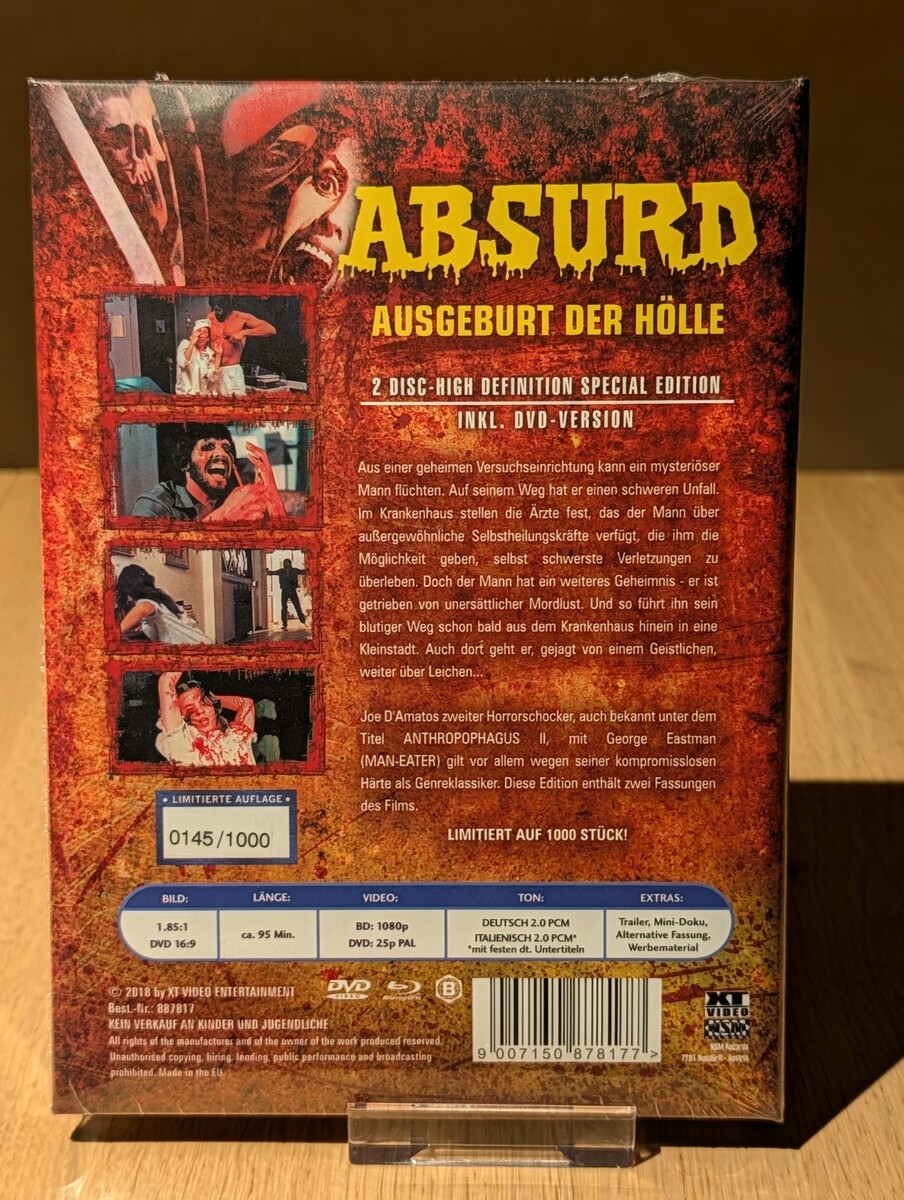 ABSURD
AUSGEBURT DER HÖLLE
2 DISC-HIGH DEFINITION SPECIAL EDITION
INKL. DVD-VERSION
Aus einer geheimen Versuchseinrichtung kann ein mysteriöser
Mann flüchten. Auf seinem Weg hat er einen schweren Unfall.
Im Krankenhaus stellen die Ärzte fest, das der Mann über
außergewöhnliche Selbstheilungskräfte verfügt, die ihm die
Möglichkeit geben, selbst schwerste Verletzungen zu
überleben. Doch der Mann hat ein weiteres Geheimnis - er ist
getrieben von unersättlicher Mordlust. Und so führt ihn sein
blutiger Weg schon bald aus dem Krankenhaus hinein in eine
Kleinstadt. Auch dort geht er, gejagt von einem Geistlichen,
weiter über Leichen...
Joe D'Amatos zweiter Horrorschocker, auch bekannt unter dem
Titel ANTHROPOPHAGUS II, mit George Eastman
(MAN-EATER) gilt vor allem wegen seiner kompromisslosen
Härte als Genreklassiker. Diese Edition enthält zwei Fassungen
des Films.
LIMITIERT AUF 1000 STÜCK!
• LIMITIERTE AUFLAGE •
0145/1000
BILD: LÄNGE: VIDEO: TON: EXTRAS:
1.85:1
DVD 16:9
ca. 95 Min.
BD: 1080p
DVD: 25p PAL
DEUTSCH 2.0 PCM
ITALIENISCH 2.0 PCM*
*mit festen dt. Untertiteln
Trailer, Mini-Doku,
Alternative Fassung,
Werbematerial
© 2018 by XT VIDEO ENTERTAINMENT
Best.-Nr.: 887817
KEIN VERKAUF AN KINDER UND JUGENDLICHE
All rights of the manufacturer and of the owner of the work produced reserved.
Unauthorised copying, hiring, lending, public performance and broadcasting
prohibited. Made in the EU.
DVD
VIDEO
Blu-ray Disc
B
9 007150 878177 >
XT
VIDEO
NSM
NSM Records